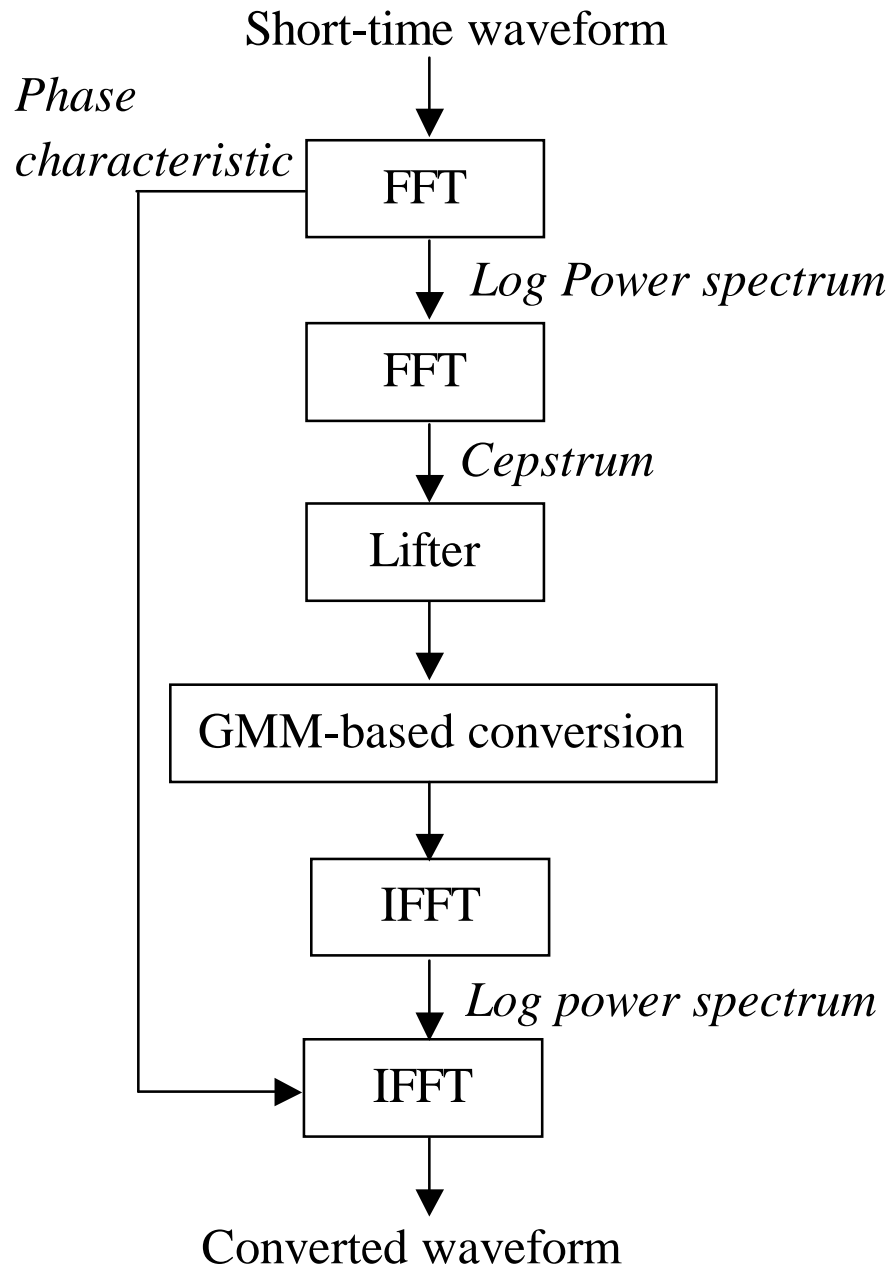 Short-time waveform
Phase
characteristic
FFT
Log Power spectrum
FFT
Cepstrum
Lifter
GMM-based conversion
IFFT
Log power spectrum
IFFT
Converted waveform